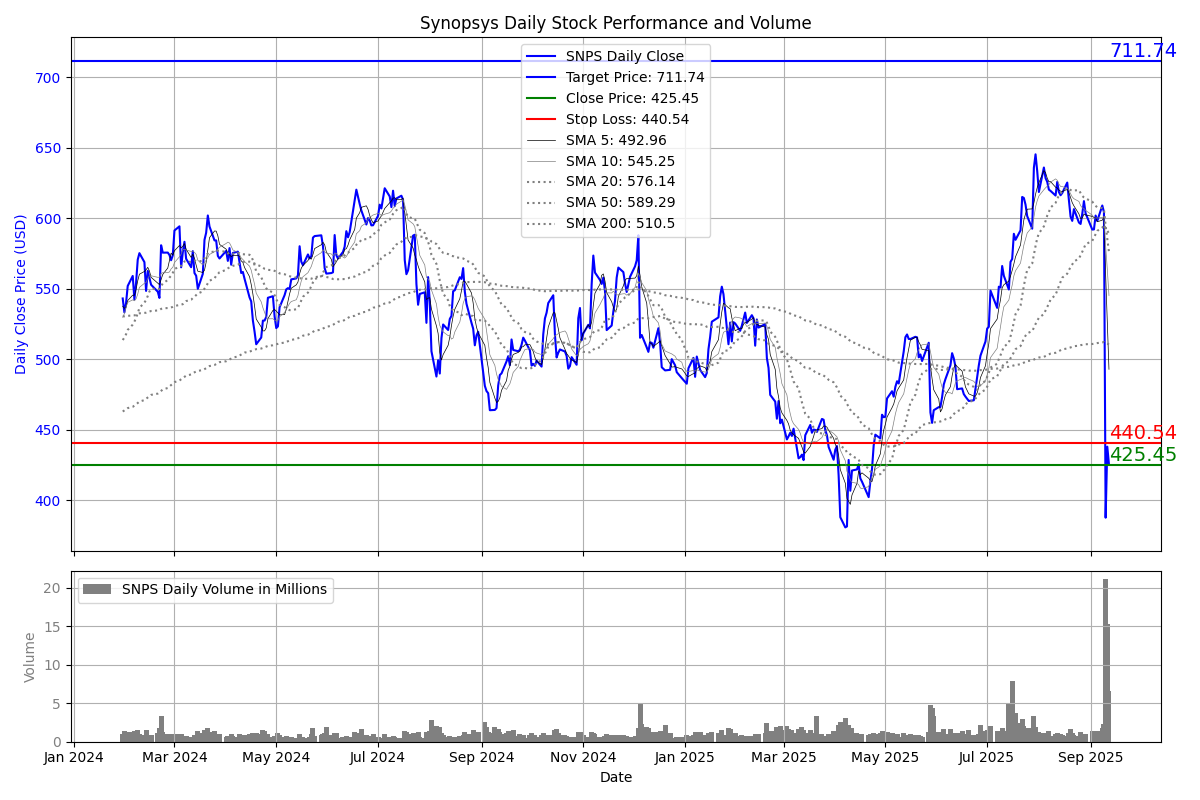 Synopsys Daily Stock Performance and Volume
711.74
SNPS Daily Close
Target Price: 711.74
Close Price: 425.45
Stop Loss: 440.54
SMA 5: 492.96
SMA 10: 545.25
SMA 20: 576.14
SMA 50: 589.29
SMA 200: 510.5
700
650
600
550
500
450
400
Daily Close Price (USD)
440.54
425.45
SNPS Daily Volume in Millions
20
15
10
5
0
Volume
Jan 2024 Mar 2024 May 2024 Jul 2024 Sep 2024 Nov 2024 Jan 2025 Mar 2025 May 2025 Jul 2025 Sep 2025
Date